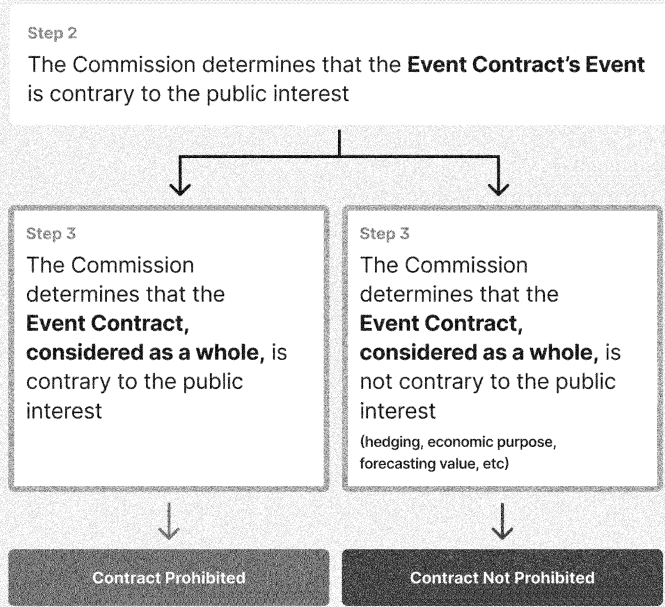 Step 2
The Commission determines that the Event Contract’s Event
is contrary to the public interest
Step 3
The Commission
determines that the
Event Contract,
considered as a whole, is
contrary to the public
interest
Step 3
The Commission
determines that the
Event Contract,
considered as a whole, is
not contrary to the public
interest
(hedging, economic purpose,
forecasting value, etc)
Contract Prohibited
Contract Not Prohibited